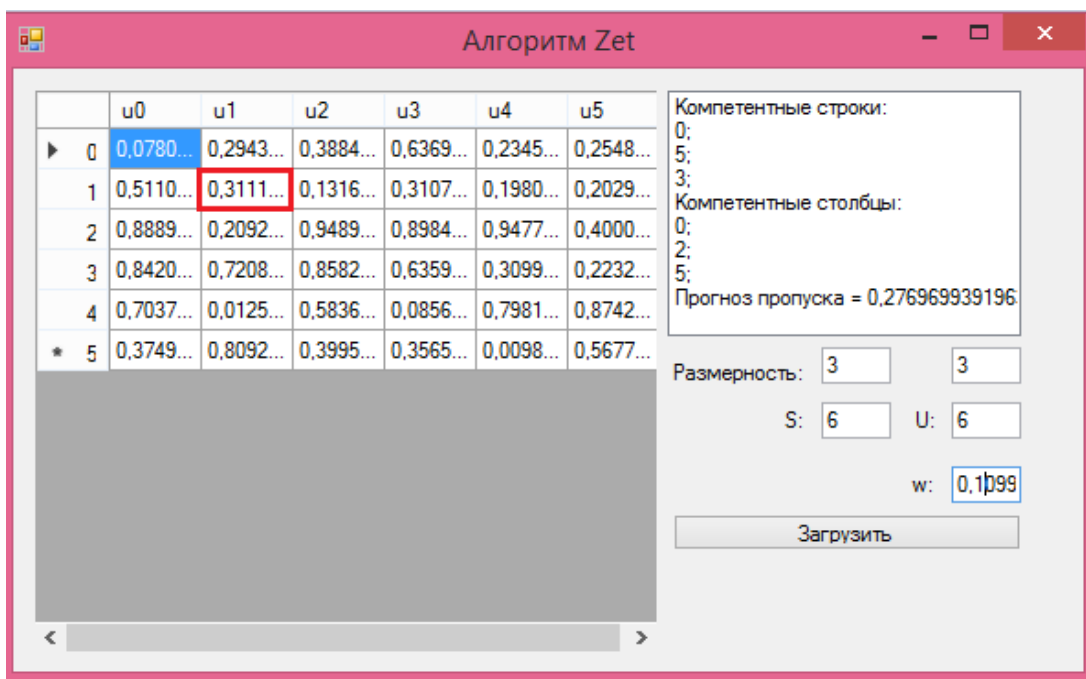 Алгоритм Zet
u0 u1 u2 u3 u4 u5
0 0,0780... 0,2943... 0,3884... 0,6369... 0,2345... 0,2548...
1 0,5110... 0,3111... 0,1316... 0,3107... 0,1980... 0,2029...
2 0,8889... 0,2092... 0,9489... 0,8984... 0,9477... 0,4000...
3 0,8420... 0,7208... 0,8582... 0,6359... 0,3099... 0,2232...
4 0,7037... 0,0125... 0,5836... 0,0856... 0,7981... 0,8742...
5 0,3749... 0,8092... 0,3995... 0,3565... 0,0098... 0,5677...
Компетентные строки:
0;
5;
3;
Компетентные столбцы:
0;
2;
5;
Прогноз пропуска = 0,276969939196
Размерность: 3 3
S: 6 U: 6
w: 0,1099
Загрузить